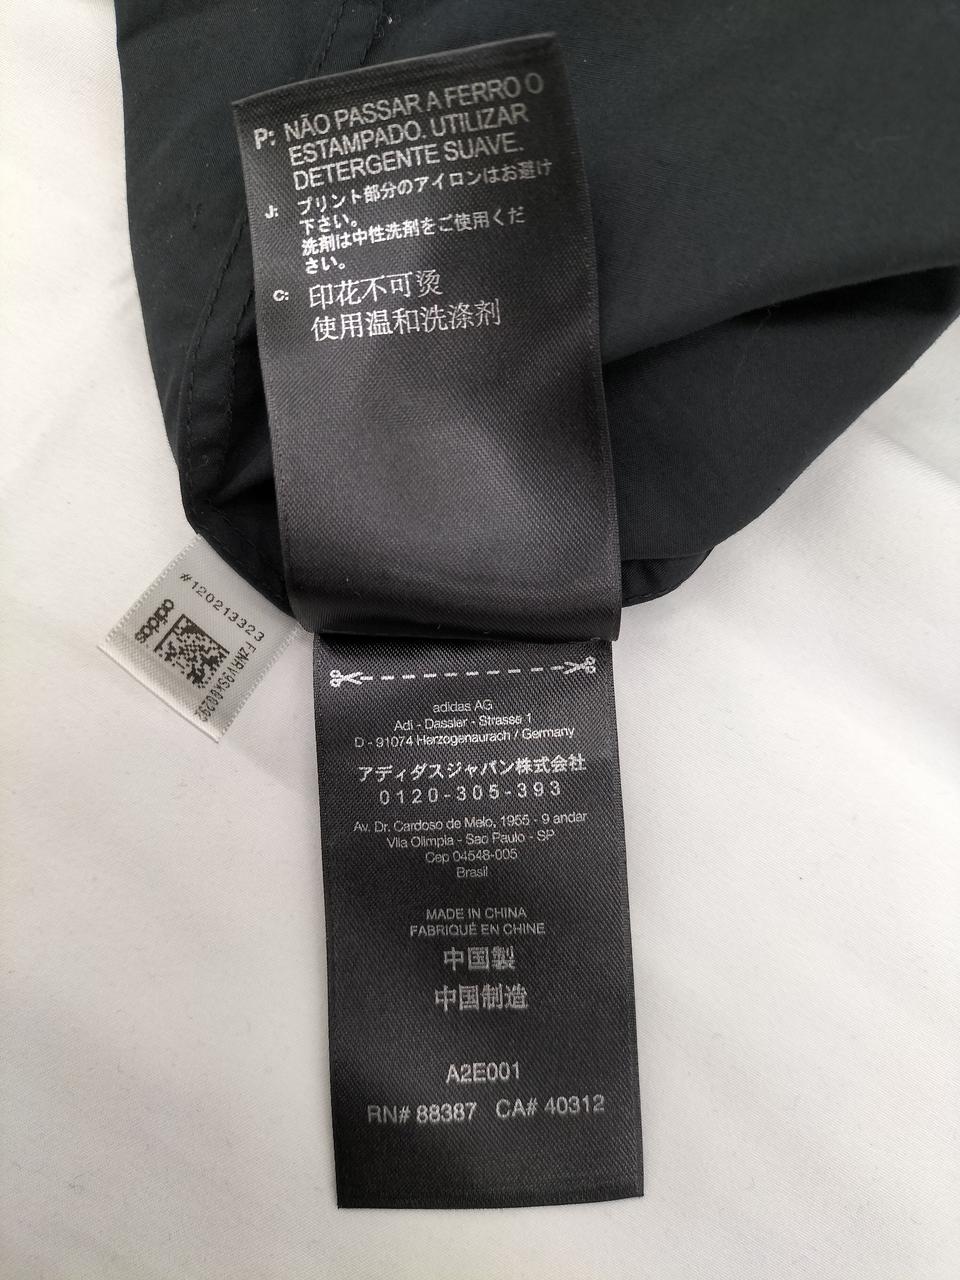 P: NÃO PASSAR A FERRO O
ESTAMPADO. UTILIZAR
DETERGENTE SUAVE.
J: プリント部分のアイロンはお避け
下さい。
洗剤は中性洗剤をご使用くだ
さい。
C: 印花不可烫
使用温和洗涤剂
#120213323
adidas
adidas AG
Adi - Dassler - Strasse 1
D - 91074 Herzogenaurach / Germany
アディダスジャパン株式会社
0120-305-393
Av. Dr. Cardoso de Melo, 1955 - 9 andar
Vila Olimpia - Sao Paulo - SP
Cep 04548-005
Brasil
MADE IN CHINA
FABRIQUÉ EN CHINE
中国製
中国制造
A2E001
RN# 88387 CA# 40312